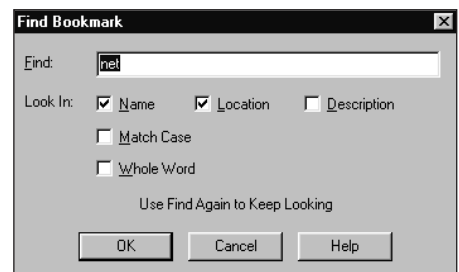 Find Bookmark
Find: net
Look In: Name Location Description
Match Case
Whole Word
Use Find Again to Keep Looking
OK Cancel Help